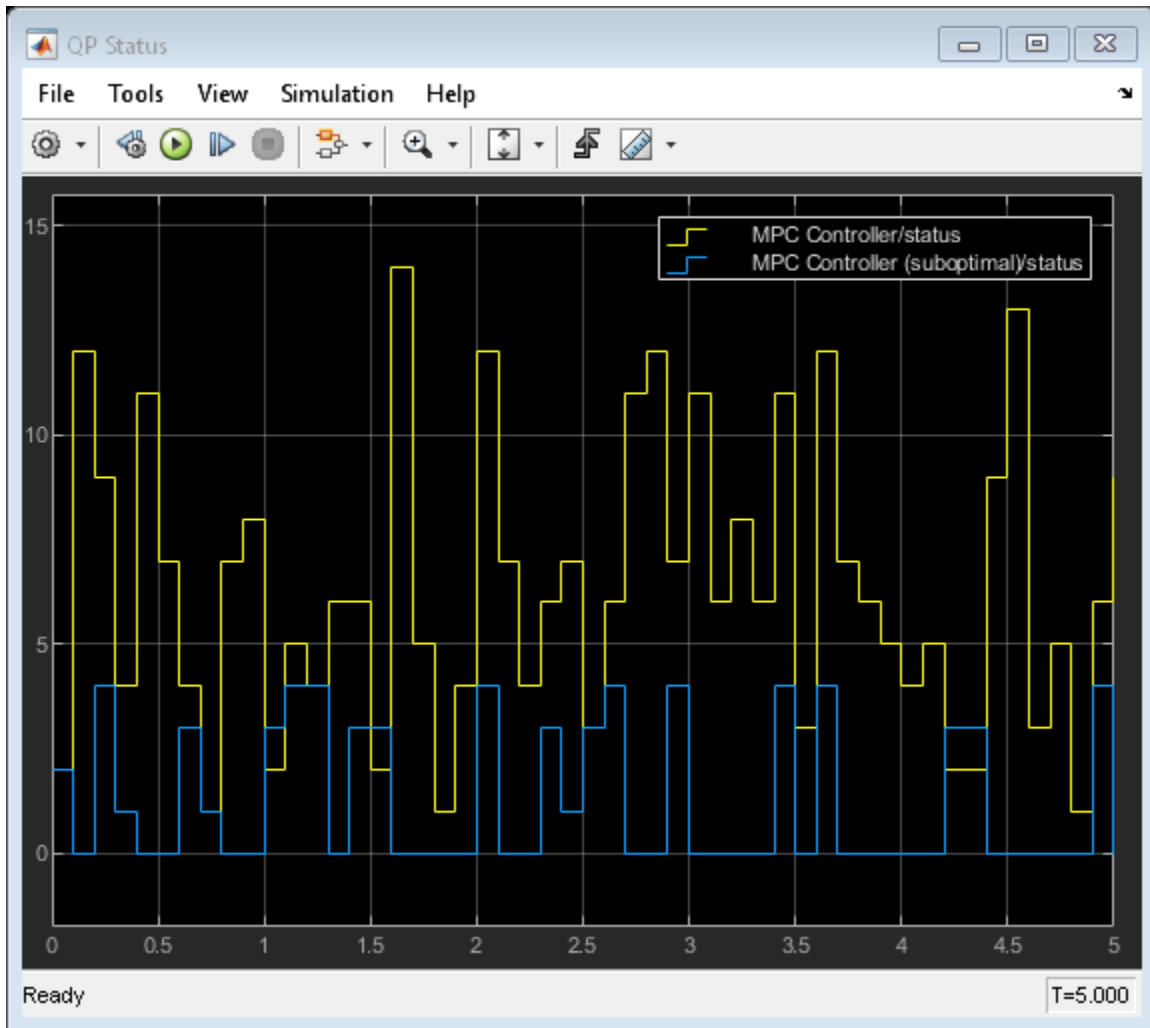 QP Status
File Tools View Simulation Help
MPC Controller/status
MPC Controller (suboptimal)/status
15
10
5
0
0 0.5 1 1.5 2 2.5 3 3.5 4 4.5 5
Ready T=5.000